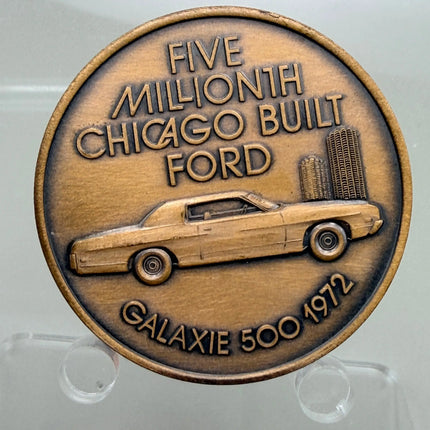 FIVE
MILLIONTH
CHICAGO BUILT
FORD
GALAXIE 500 1972